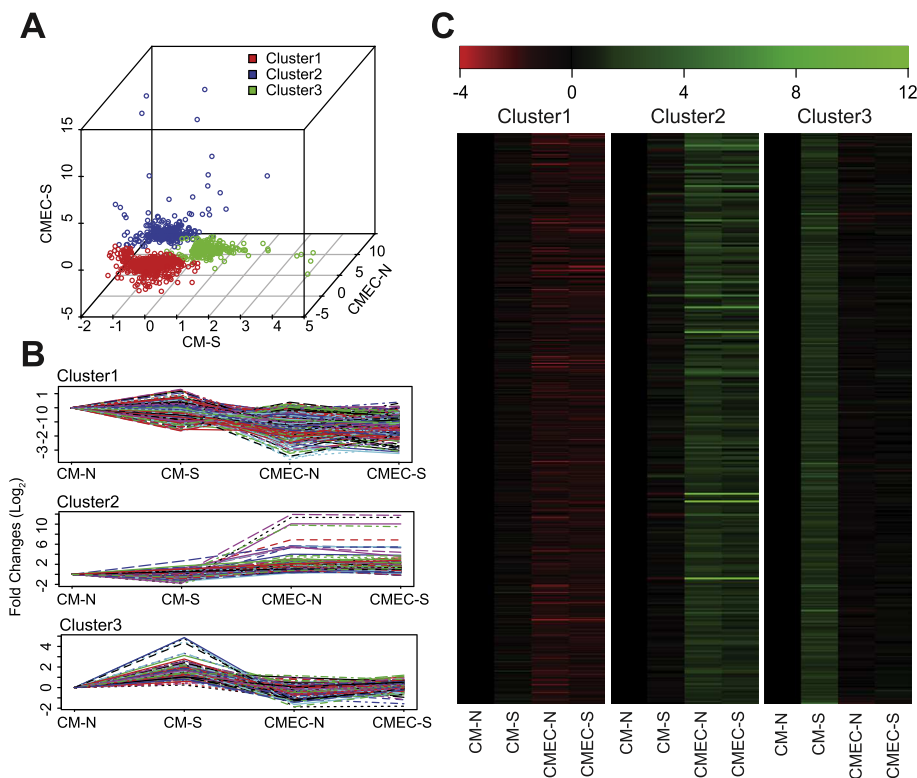 A
Cluster1
Cluster2
Cluster3
15
10
5
0
-5
CMEC-S
-2 -1 0 1 2 3 4 5
CM-S
-5 0 5 10
CMEC-N
B
Cluster1
-3 -2 -1 0 1
CM-N CM-S CMEC-N CMEC-S
Cluster2
-2 2 6 10
CM-N CM-S CMEC-N CMEC-S
Cluster3
-2 0 2 4
CM-N CM-S CMEC-N CMEC-S
Fold Changes (Log2)
C
-4 0 4 8 12
Cluster1 Cluster2 Cluster3
CM-N CM-S CMEC-N CMEC-S CM-N CM-S CMEC-N CMEC-S CM-N CM-S CMEC-N CMEC-S